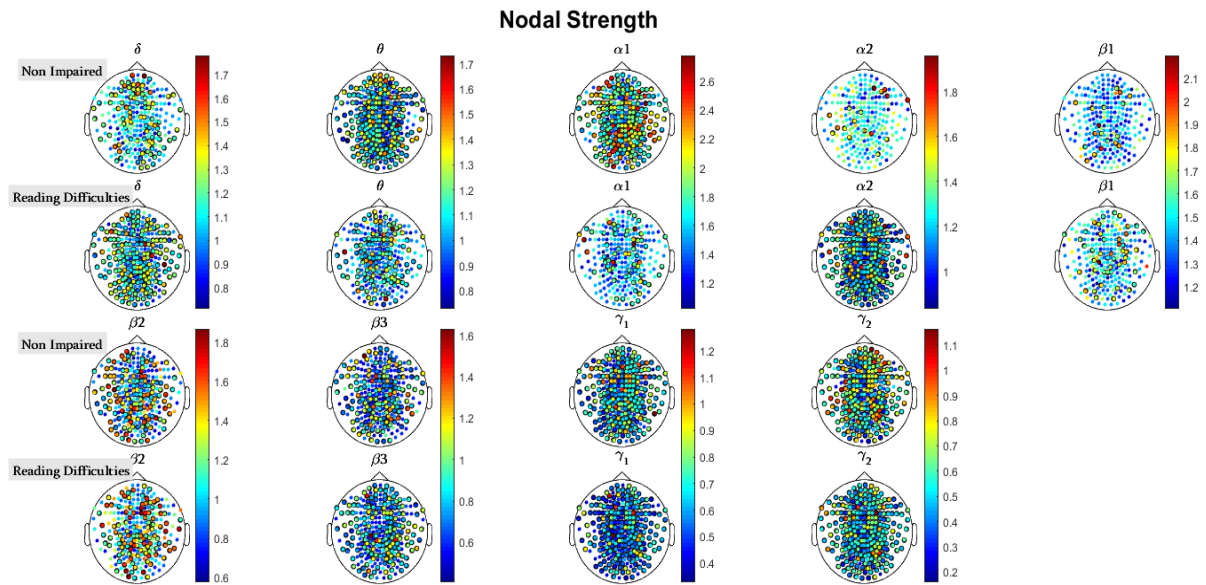 Nodal Strength
δ θ α1 α2 β1
Non Impaired
1.7 1.6 1.5 1.4 1.3 1.2 1.1 1 0.9 0.8
1.7 1.6 1.5 1.4 1.3 1.2 1.1 1 0.9 0.8
2.6 2.4 2.2 2 1.8 1.6 1.4 1.2
1.8 1.6 1.4 1.2 1
2.1 2 1.9 1.8 1.7 1.6 1.5 1.4 1.3 1.2
Reading Difficulties
δ θ α1 α2 β1
β2 β3 γ1 γ2
Non Impaired
1.8 1.6 1.4 1.2 1 0.8 0.6
1.6 1.4 1.2 1 0.8 0.6
1.2 1.1 1 0.9 0.8 0.7 0.6 0.5 0.4
1.1 1 0.9 0.8 0.7 0.6 0.5 0.4 0.3 0.2
Reading Difficulties
β2 β3 γ1 γ2